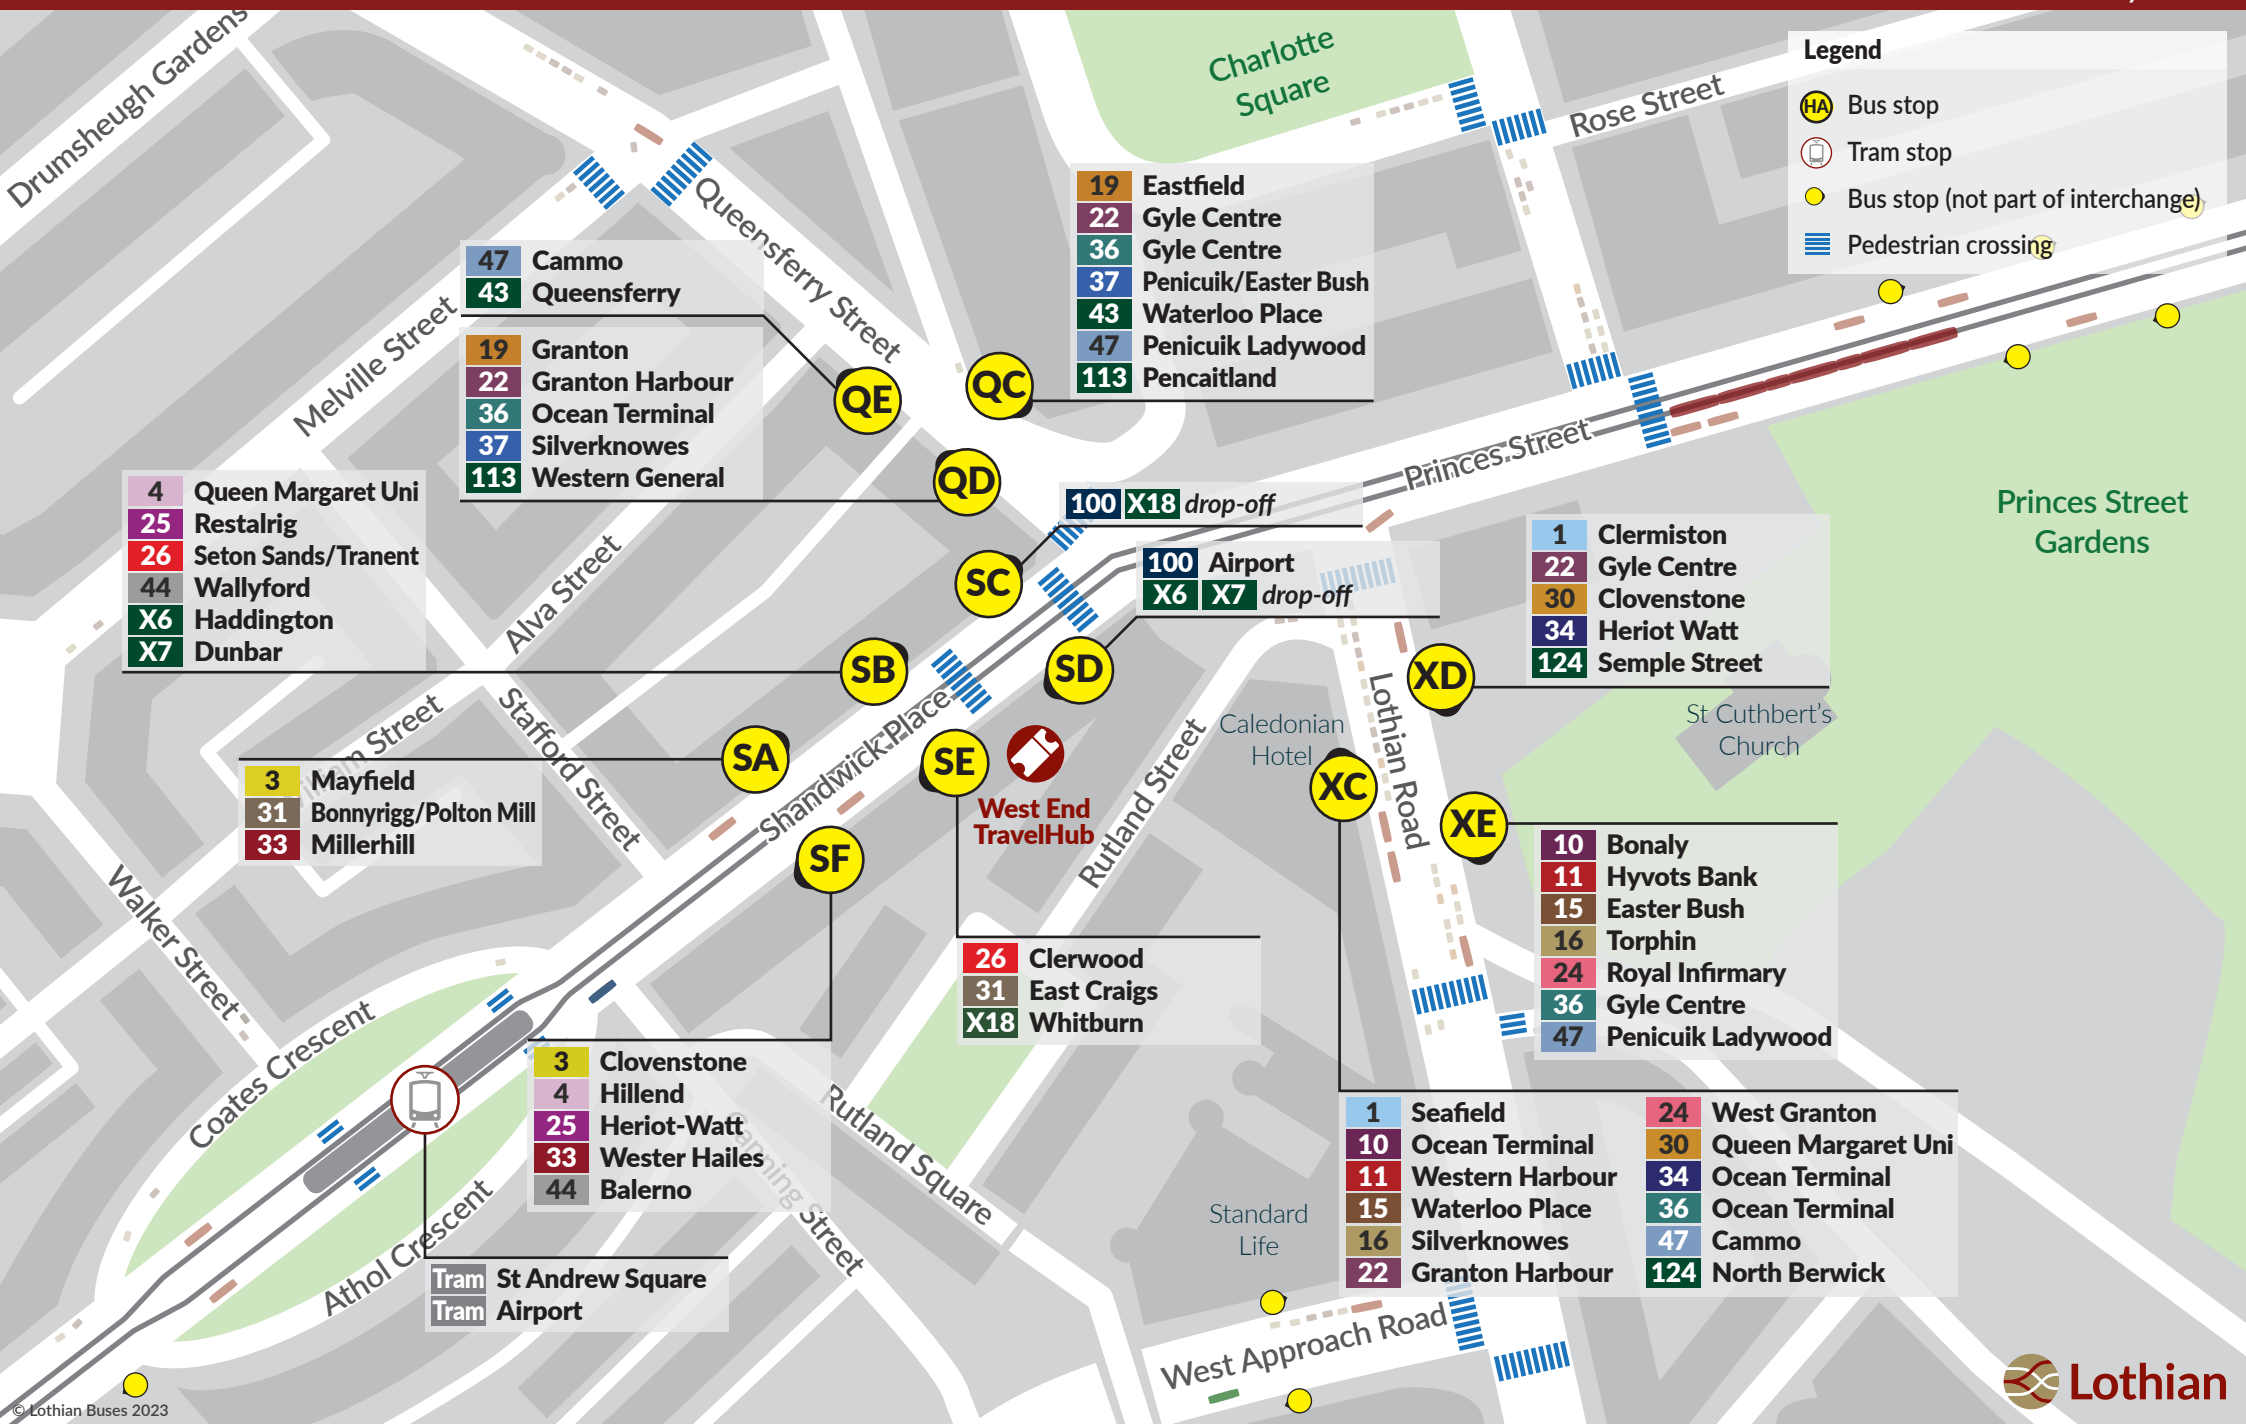 Legend
HA Bus stop
Tram stop
Bus stop (not part of interchange)
Pedestrian crossing
Drumsheugh Gardens
Charlotte
Square
Rose Street
Queensferry Street
Melville Street
47 Cammo
43 Queensferry
QE
19 Granton
22 Granton Harbour
36 Ocean Terminal
37 Silverknowes
113 Western General
QD
19 Eastfield
22 Gyle Centre
36 Gyle Centre
37 Penicuik/Easter Bush
43 Waterloo Place
47 Penicuik Ladywood
113 Pencaitland
QC
Princes Street
Princes Street
Gardens
4 Queen Margaret Uni
25 Restalrig
26 Seton Sands/Tranent
44 Wallyford
X6 Haddington
X7 Dunbar
SB
Alva Street
100 X18 drop-off
SC
100 Airport
X6 X7 drop-off
SD
1 Clermiston
22 Gyle Centre
30 Clovenstone
34 Heriot Watt
124 Semple Street
XD
St Cuthbert's
Church
Caledonian
Hotel
Lothian Road
William Street
Stafford Street
Shandwick Place
3 Mayfield
31 Bonnyrigg/Polton Mill
33 Millerhill
SA
SE
West End
TravelHub
Rutland Street
SF
XC
XE
10 Bonaly
11 Hyvots Bank
15 Easter Bush
16 Torphin
24 Royal Infirmary
36 Gyle Centre
47 Penicuik Ladywood
Walker Street
26 Clerwood
31 East Craigs
X18 Whitburn
Coates Crescent
3 Clovenstone
4 Hillend
25 Heriot-Watt
33 Wester Hailes
44 Balerno
Canning Street
Rutland Square
Athol Crescent
Tram St Andrew Square
Tram Airport
Standard
Life
1 Seafield
10 Ocean Terminal
11 Western Harbour
15 Waterloo Place
16 Silverknowes
22 Granton Harbour
24 West Granton
30 Queen Margaret Uni
34 Ocean Terminal
36 Ocean Terminal
47 Cammo
124 North Berwick
West Approach Road
Lothian
© Lothian Buses 2023